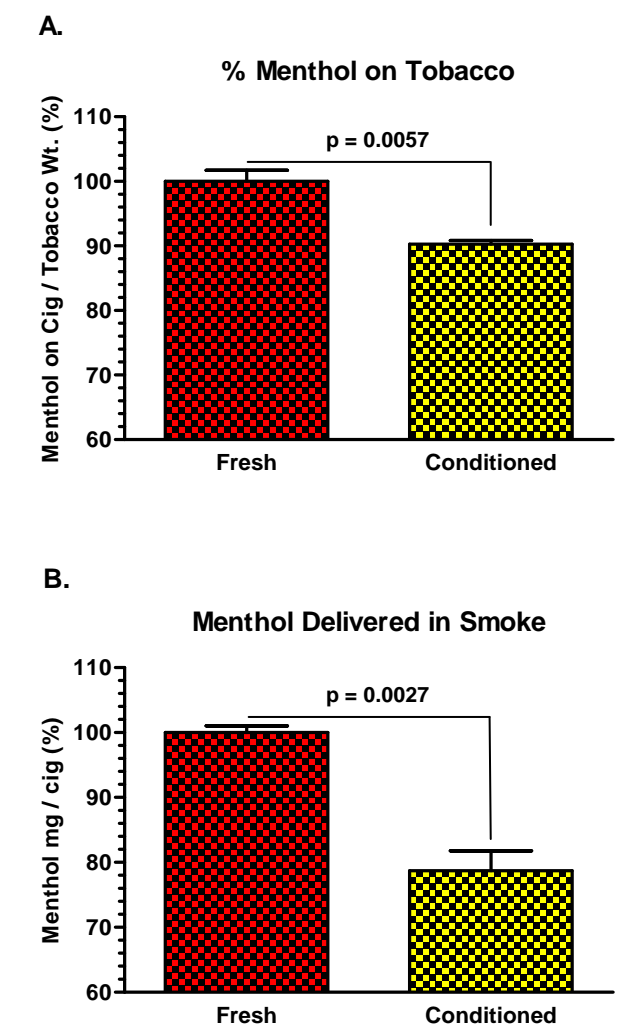 A.
% Menthol on Tobacco
Menthol on Cig / Tobacco Wt. (%)
110
100
90
80
70
60
p = 0.0057
Fresh
Conditioned
B.
Menthol Delivered in Smoke
Menthol mg / cig (%)
110
100
90
80
70
60
p = 0.0027
Fresh
Conditioned